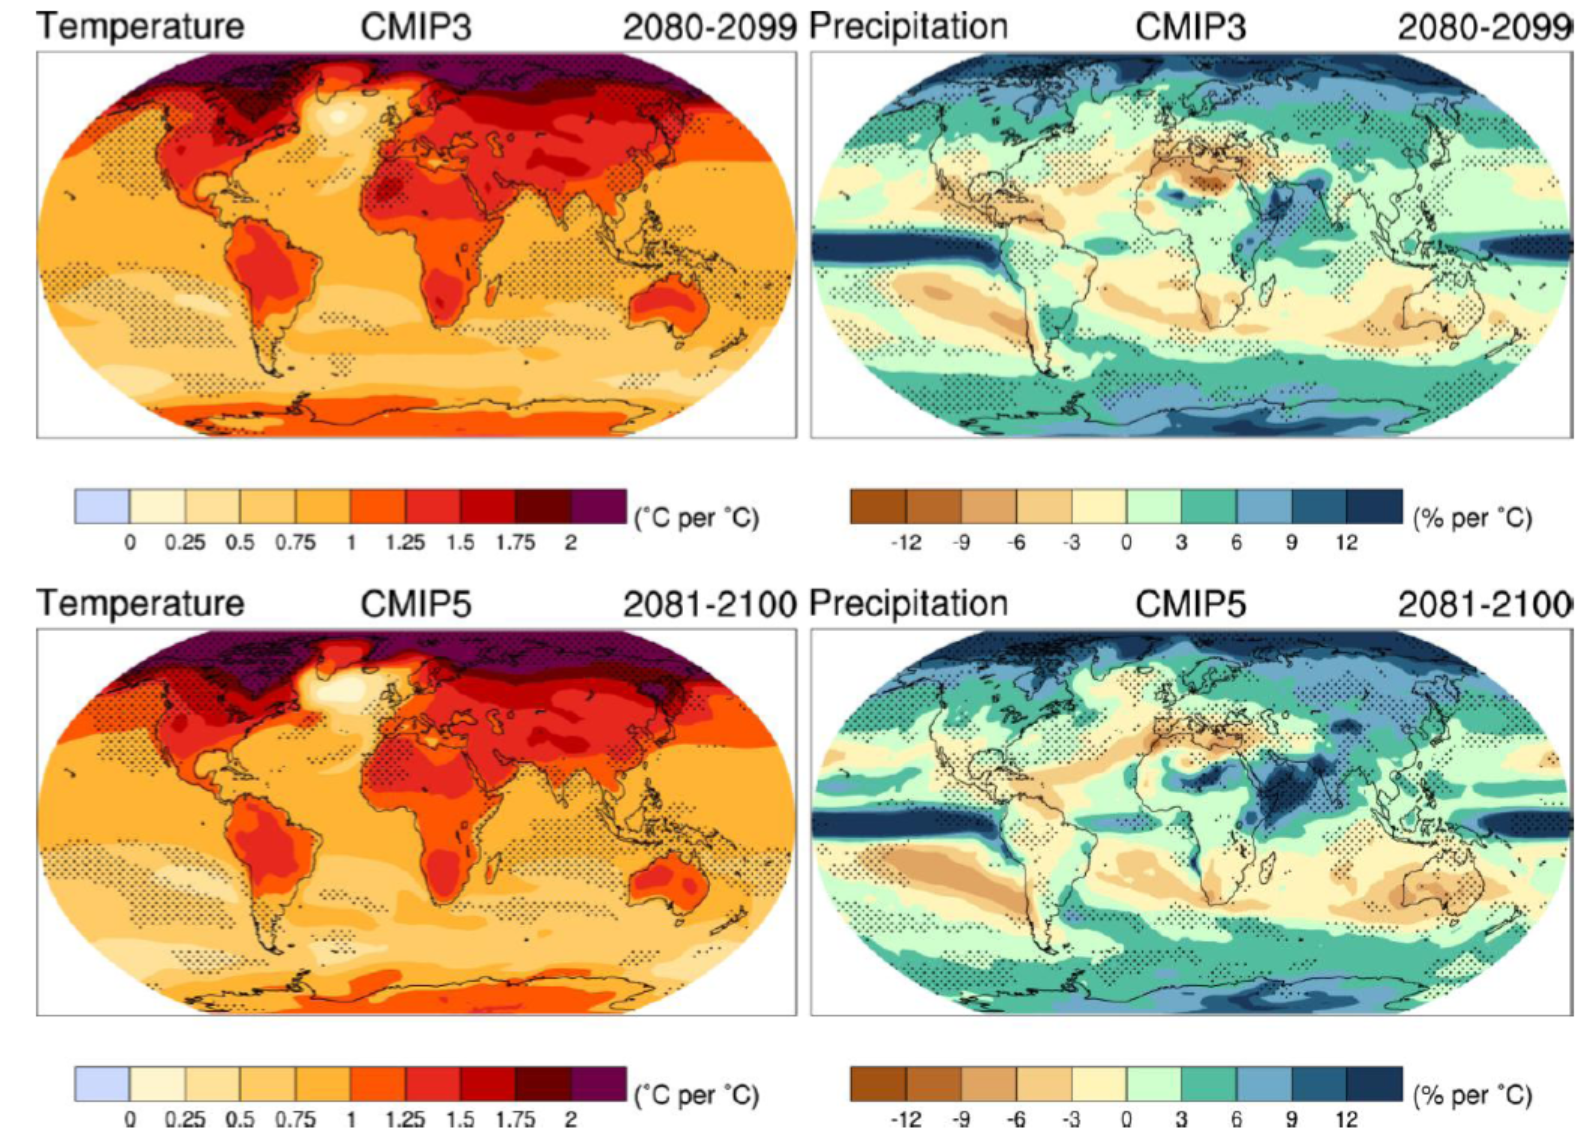 Temperature CMIP3 2080-2099
Precipitation CMIP3 2080-2099
0 0.25 0.5 0.75 1 1.25 1.5 1.75 2 (°C per °C)
-12 -9 -6 -3 0 3 6 9 12 (% per °C)
Temperature CMIP5 2081-2100
Precipitation CMIP5 2081-2100
0 0.25 0.5 0.75 1 1.25 1.5 1.75 2 (°C per °C)
-12 -9 -6 -3 0 3 6 9 12 (% per °C)